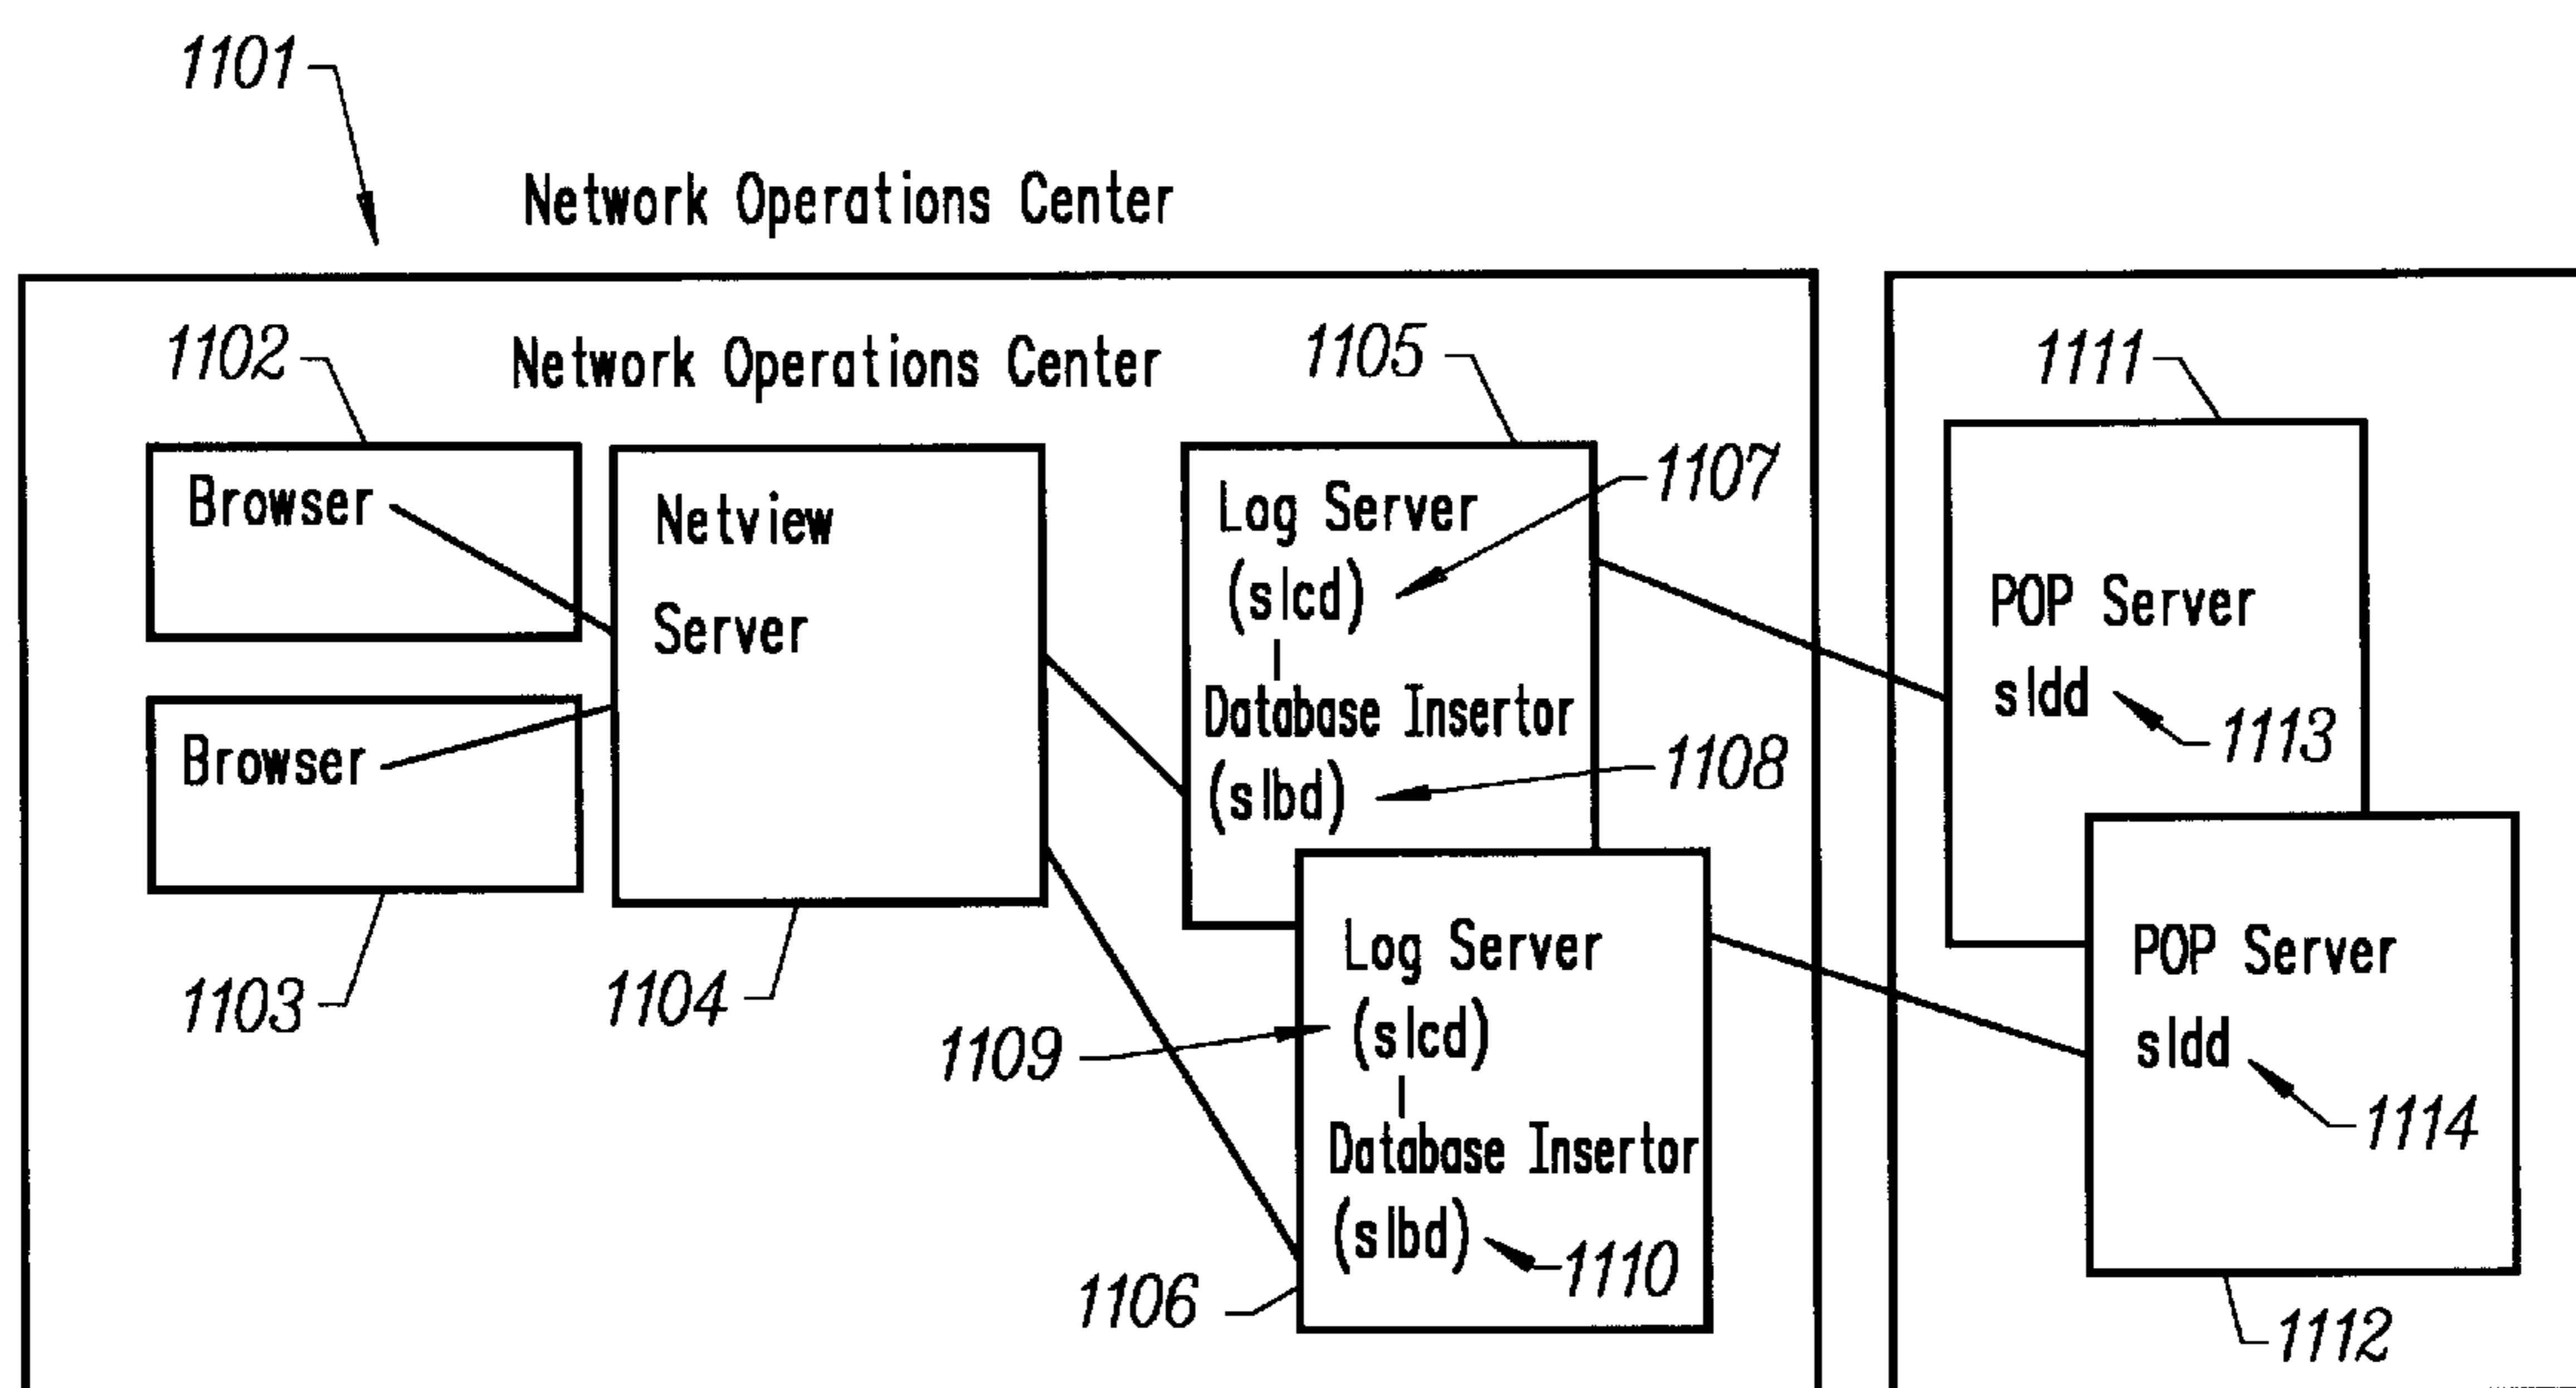 1101
Network Operations Center
Network Operations Center
1102
1105
1111
Browser
Netview
Server
Log Server
1107
(slcd)
Database Insertor
(slbd)
1108
POP Server
sldd
1113
Browser
1103
1104
Log Server
1109
(slcd)
Database Insertor
(slbd)
1110
1106
POP Server
sldd
1114
1112